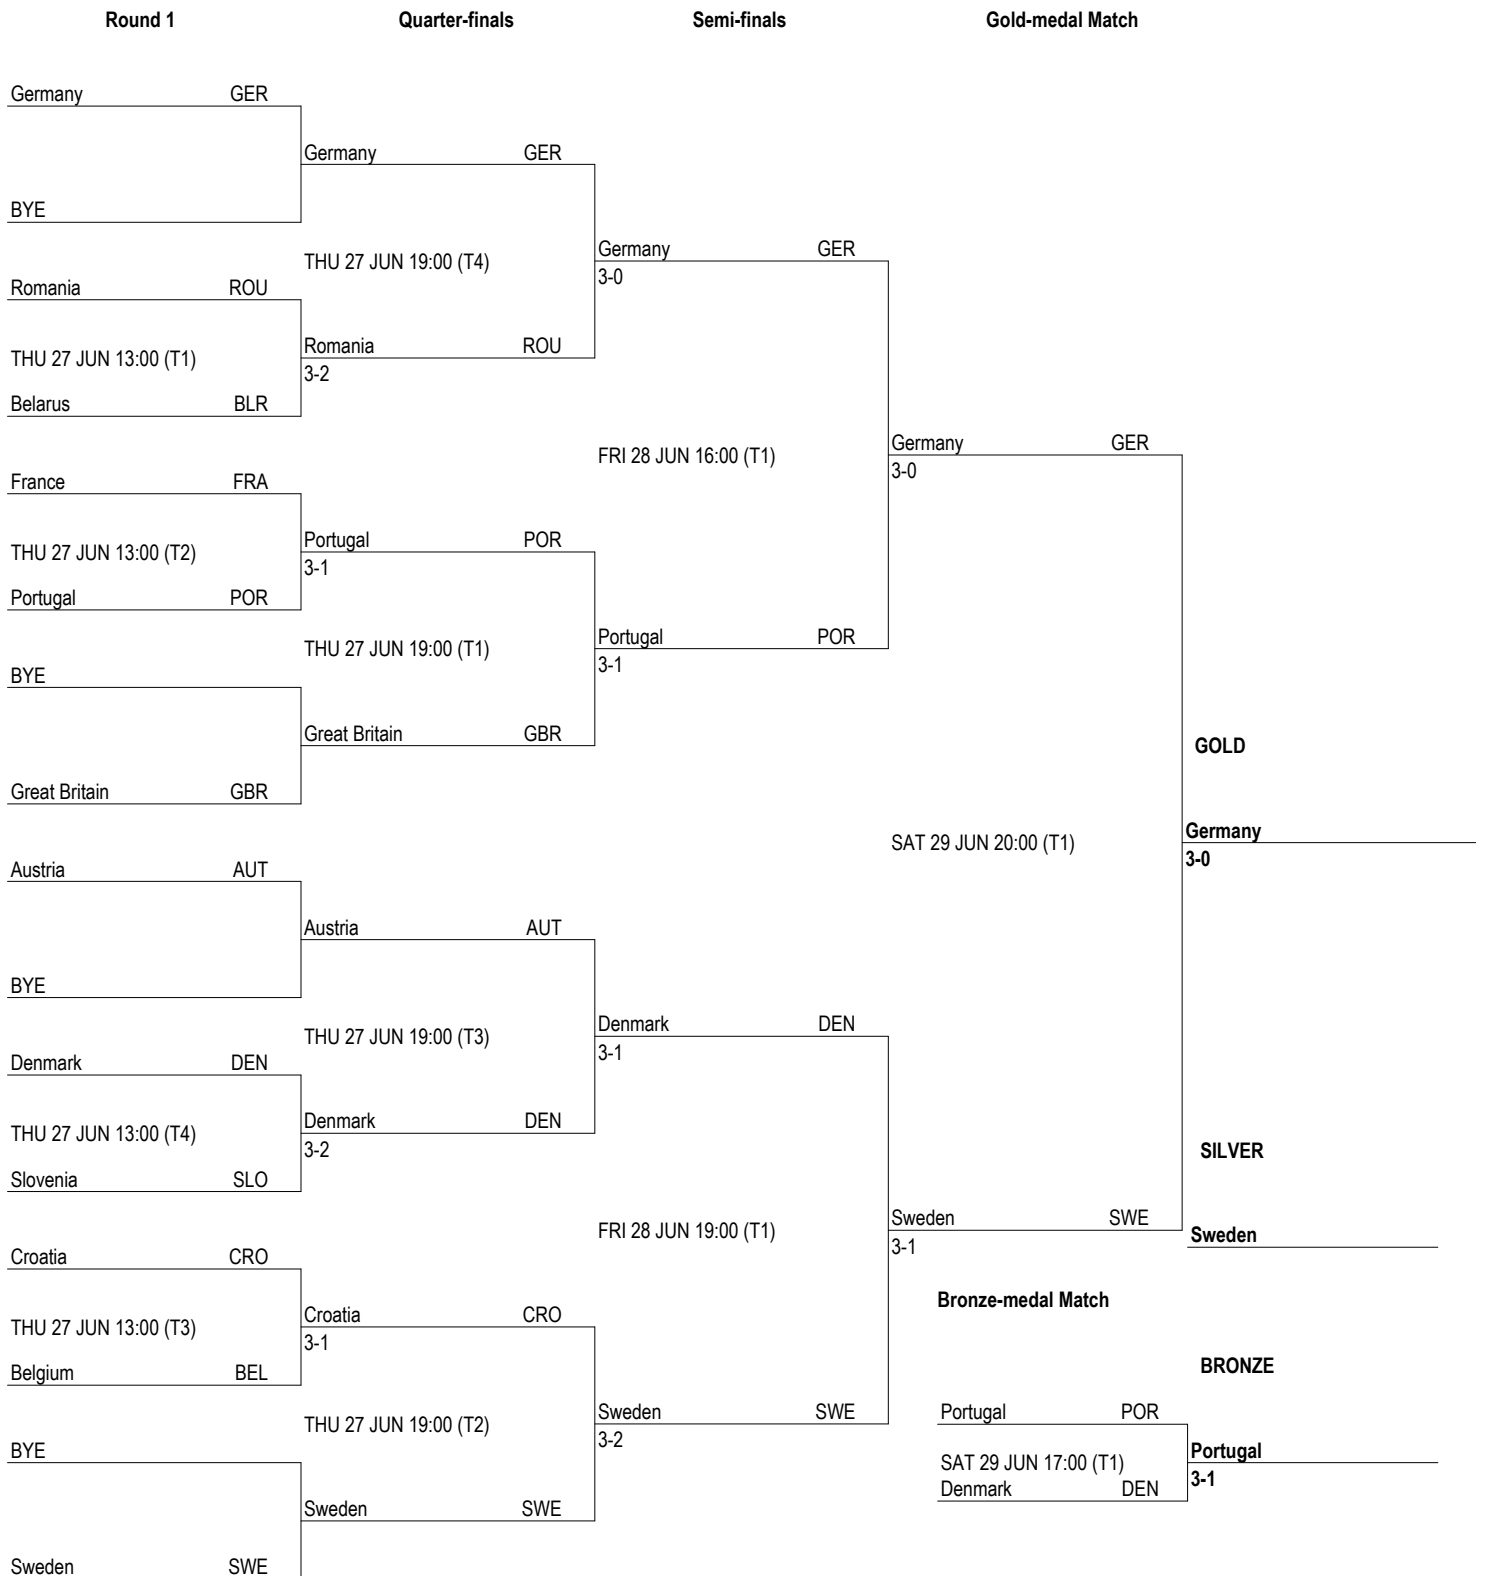 Round 1 Quarter-finals Semi-finals Gold-medal Match
Germany GER
Germany GER
BYE
Germany GER
THU 27 JUN 19:00 (T4)
3-0
Romania ROU
Romania ROU
THU 27 JUN 13:00 (T1)
3-2
Belarus BLR
Germany GER
FRI 28 JUN 16:00 (T1)
3-0
France FRA
Portugal POR
THU 27 JUN 13:00 (T2)
3-1
Portugal POR
Portugal POR
THU 27 JUN 19:00 (T1)
3-1
BYE
Great Britain GBR
GOLD
Great Britain GBR
Germany
SAT 29 JUN 20:00 (T1)
3-0
Austria AUT
Austria AUT
BYE
Denmark DEN
THU 27 JUN 19:00 (T3)
3-1
Denmark DEN
Denmark DEN
THU 27 JUN 13:00 (T4)
3-2
SILVER
Slovenia SLO
Sweden SWE
FRI 28 JUN 19:00 (T1)
Sweden
3-1
Croatia CRO
Bronze-medal Match
Croatia CRO
THU 27 JUN 13:00 (T3)
3-1
BRONZE
Belgium BEL
Sweden SWE
Portugal POR
THU 27 JUN 19:00 (T2)
3-2
BYE
Portugal
SAT 29 JUN 17:00 (T1)
3-1
Denmark DEN
Sweden SWE
Sweden SWE